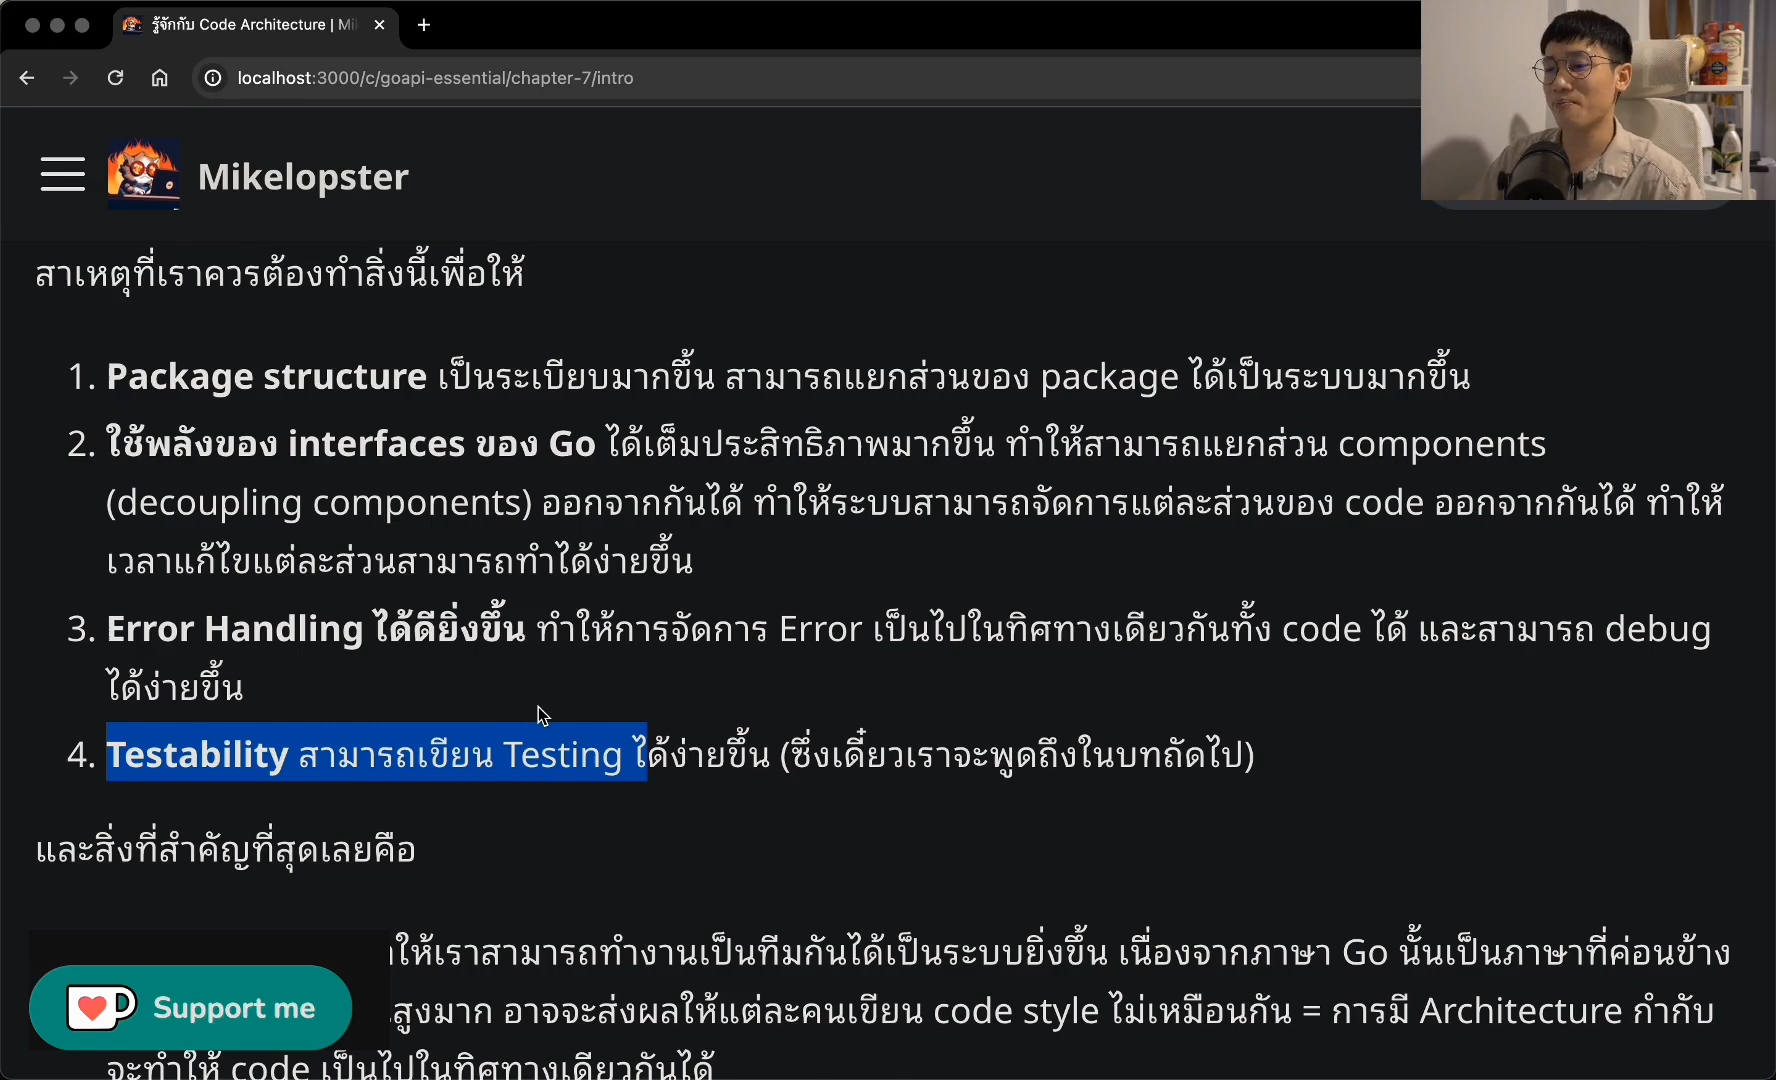 รู้จักกับ Code Architecture | Mi
localhost:3000/c/goapi-essential/chapter-7/intro
Mikelopster
สาเหตุที่เราควรต้องทำสิ่งนี้เพื่อให้
1. Package structure เป็นระเบียบมากขึ้น สามารถแยกส่วนของ package ได้เป็นระบบมากขึ้น
2. ใช้พลังของ interfaces ของ Go ได้เต็มประสิทธิภาพมากขึ้น ทำให้สามารถแยกส่วน components
(decoupling components) ออกจากกันได้ ทำให้ระบบสามารถจัดการแต่ละส่วนของ code ออกจากกันได้ ทำให้
เวลาแก้ไขแต่ละส่วนสามารถทำได้ง่ายขึ้น
3. Error Handling ได้ดียิ่งขึ้น ทำให้การจัดการ Error เป็นไปในทิศทางเดียวกันทั้ง code ได้ และสามารถ debug
ได้ง่ายขึ้น
4. Testability สามารถเขียน Testing ได้ง่ายขึ้น (ซึ่งเดี๋ยวเราจะพูดถึงในบทถัดไป)
และสิ่งที่สำคัญที่สุดเลยคือ
ให้เราสามารถทำงานเป็นทีมกันได้เป็นระบบยิ่งขึ้น เนื่องจากภาษา Go นั้นเป็นภาษาที่ค่อนข้าง
สูงมาก อาจจะส่งผลให้แต่ละคนเขียน code style ไม่เหมือนกัน = การมี Architecture กำกับ
Support me
จะทำให้ code เป็นไปในทิศทางเดียวกันได้